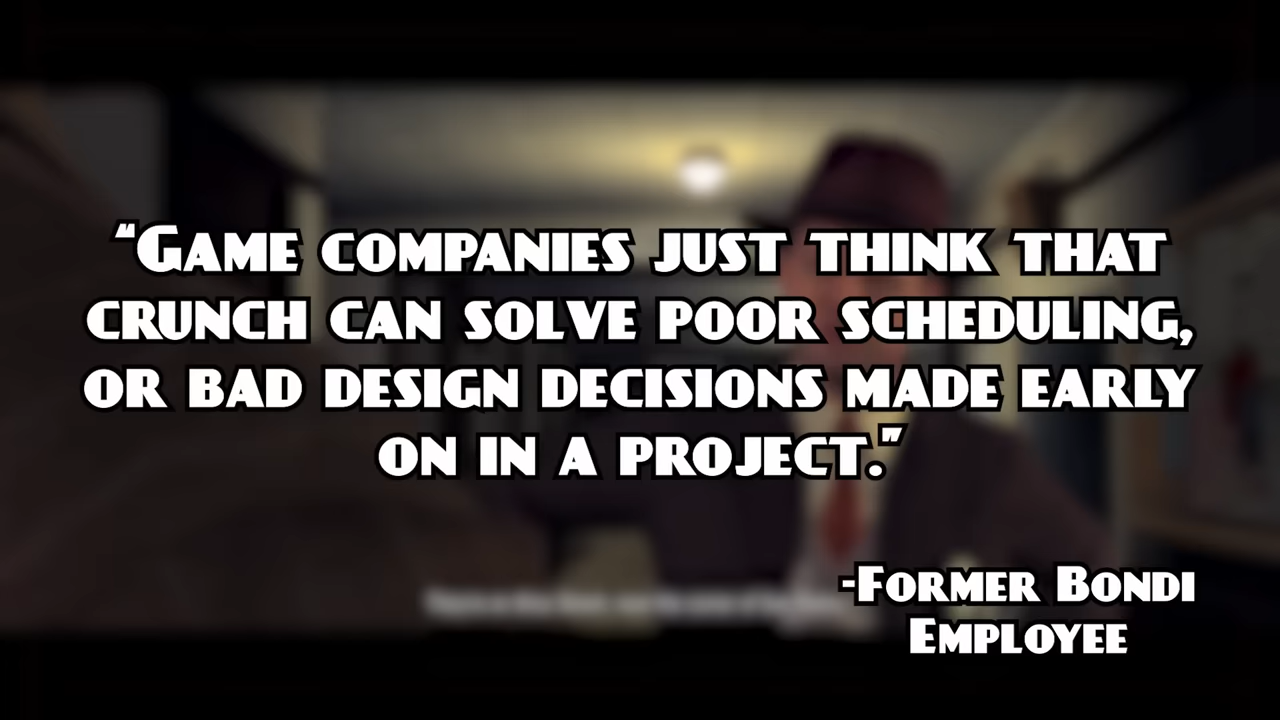 “Game companies just think that
crunch can solve poor scheduling,
or bad design decisions made early
on in a project.”
-Former Bondi
Employee